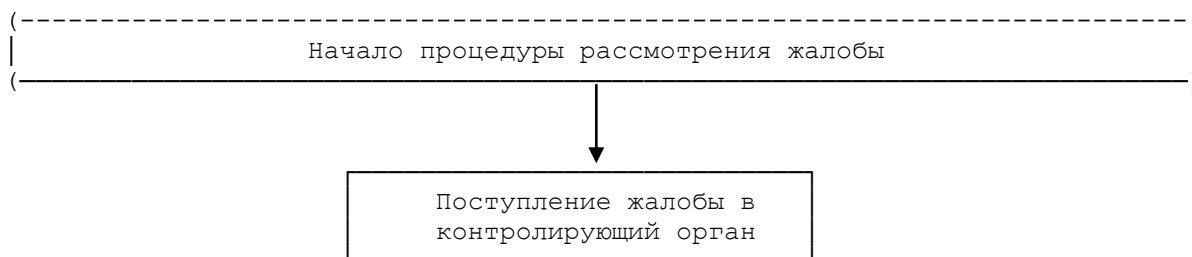 Начало процедуры рассмотрения жалобы
Поступление жалобы в
контролирующий орган